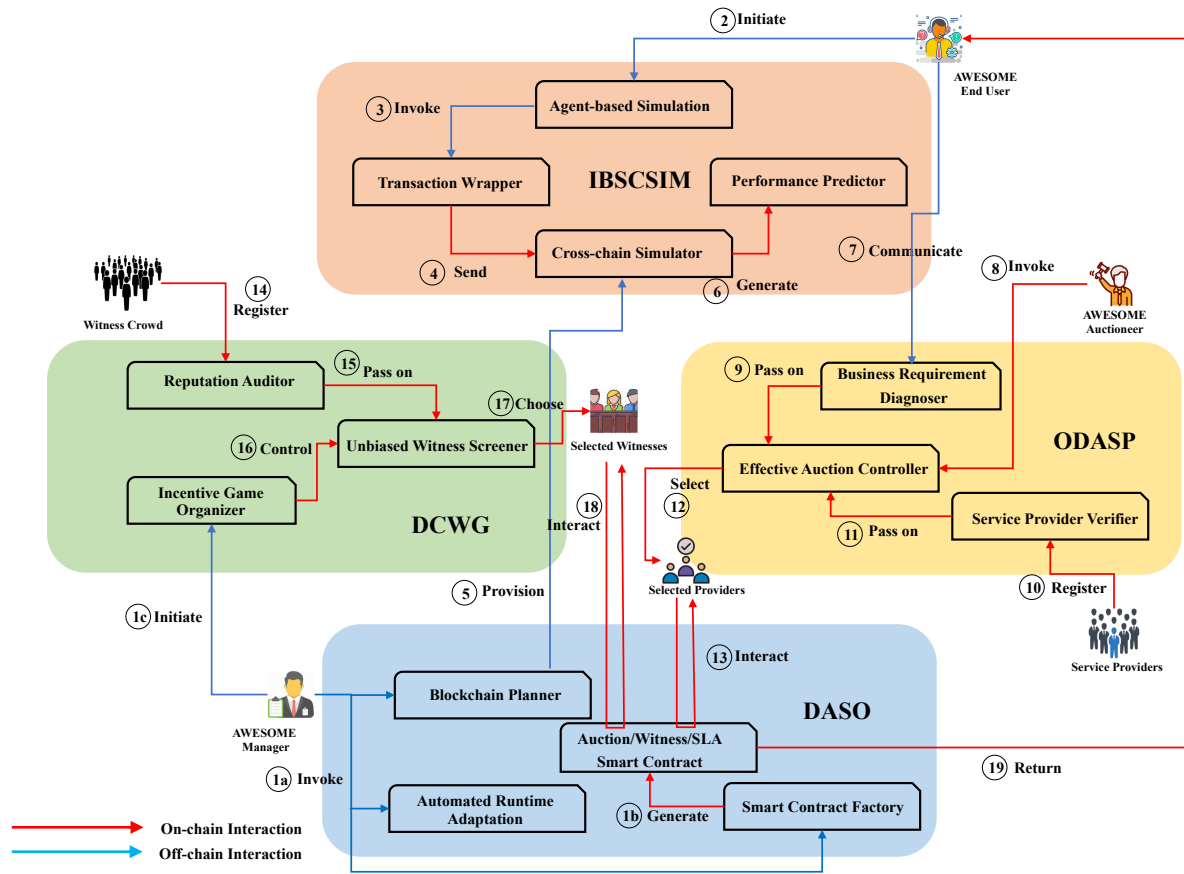 2 Initiate
AWESOME
End User
3 Invoke
Agent-based Simulation
Transaction Wrapper
IBSCSIM
Performance Predictor
Cross-chain Simulator
4 Send
6 Generate
7 Communicate
8 Invoke
AWESOME
Auctioneer
Witness Crowd
14
Register
Reputation Auditor
15
Pass on
17 Choose
16 Control
Unbiased Witness Screener
Selected Witnesses
Incentive Game
Organizer
DCWG
18
Interact
9 Pass on
Business Requirement
Diagnoser
ODASP
Effective Auction Controller
Select
12
Service Provider Verifier
11 Pass on
Selected Providers
10 Register
Service Providers
5 Provision
1c Initiate
13 Interact
AWESOME
Manager
Blockchain Planner
DASO
Auction/Witness/SLA
Smart Contract
19 Return
1a Invoke
Automated Runtime
Adaptation
1b Generate
Smart Contract Factory
On-chain Interaction
Off-chain Interaction